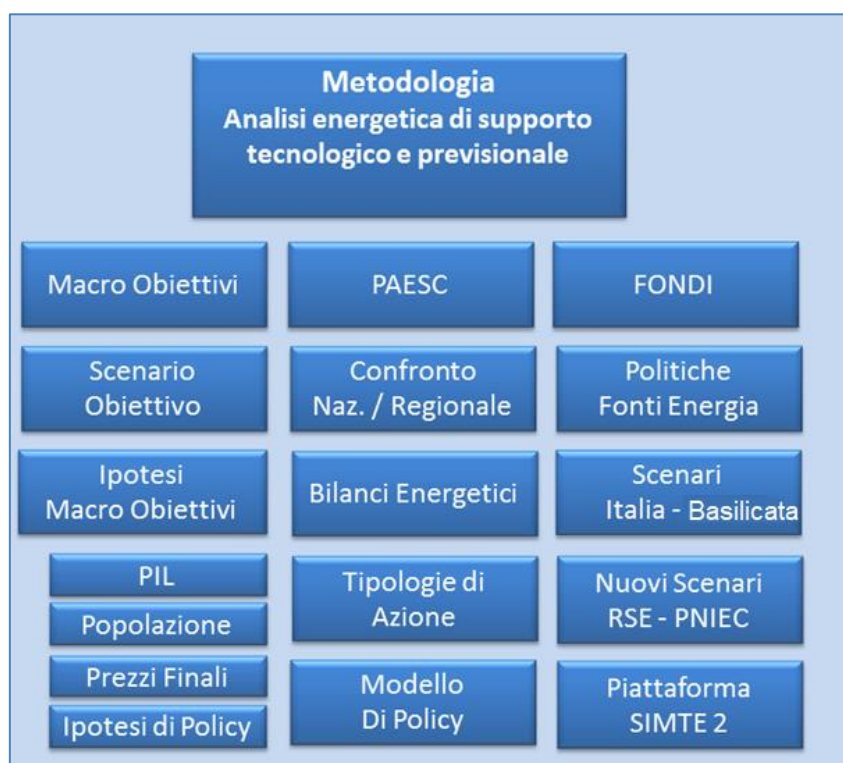 Metodologia
Analisi energetica di supporto
tecnologico e previsionale
Macro Obiettivi
PAESC
FONDI
Scenario
Obiettivo
Confronto
Naz. / Regionale
Politiche
Fonti Energia
Ipotesi
Macro Obiettivi
Bilanci Energetici
Scenari
Italia - Basilicata
PIL
Popolazione
Prezzi Finali
Ipotesi di Policy
Tipologie di
Azione
Nuovi Scenari
RSE - PNIEC
Modello
Di Policy
Piattaforma
SIMTE 2